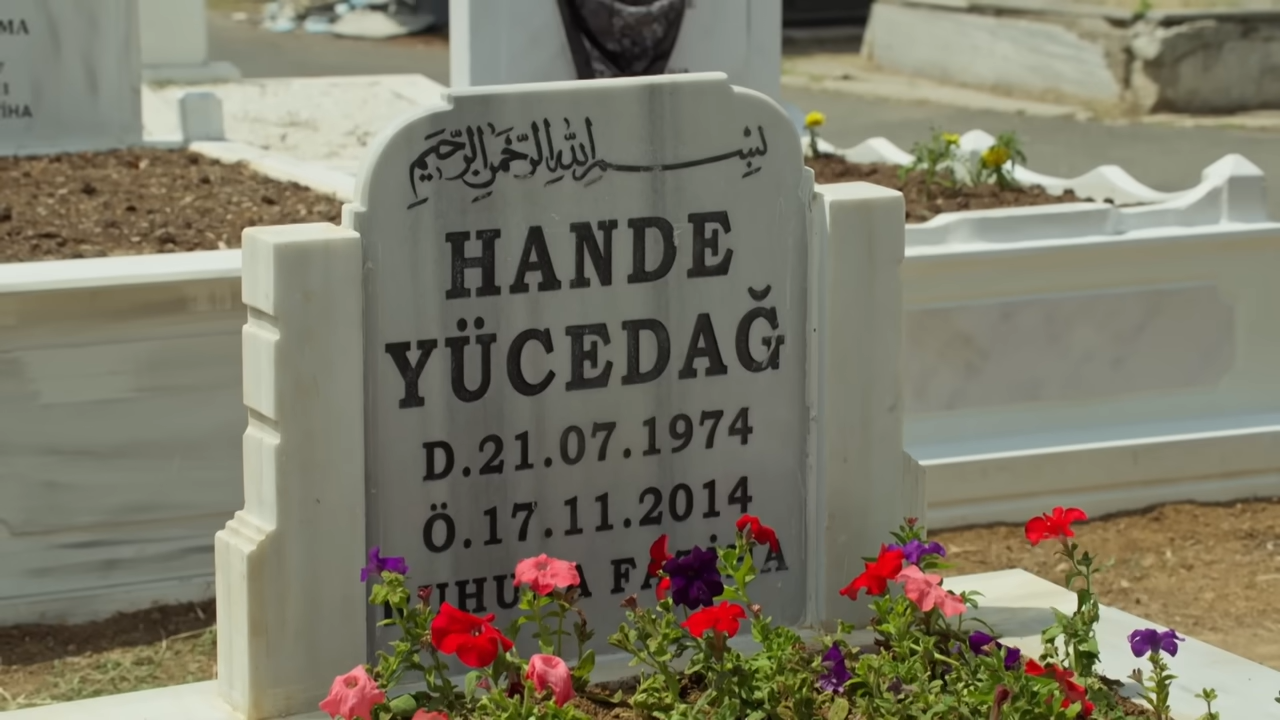 بسم الله الرحمن الرحيم
HANDE
YÜCEDAĞ
D.21.07.1974
Ö.17.11.2014